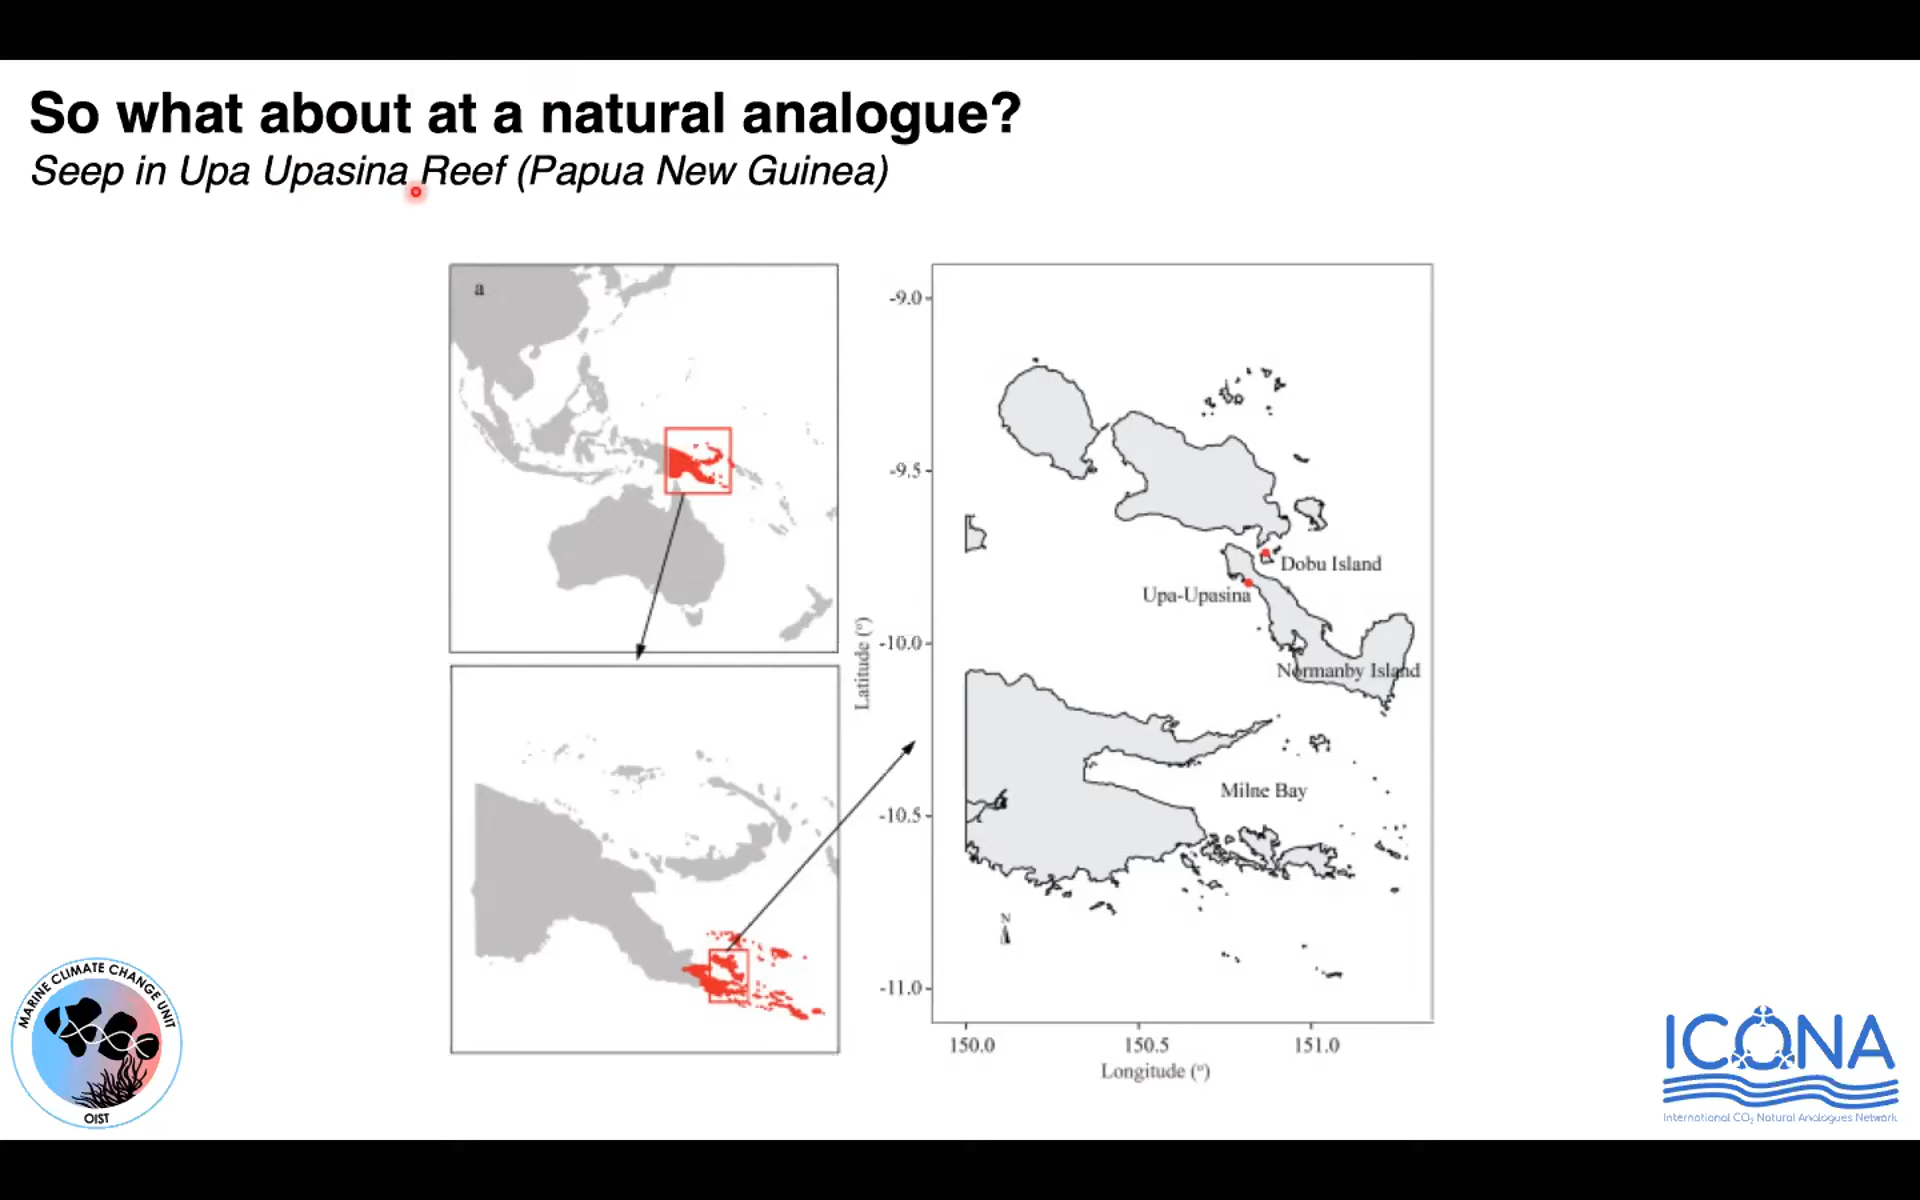 So what about at a natural analogue?
Seep in Upa Upasina Reef (Papua New Guinea)
a
-9.0
-9.5
Dobu Island
Upa-Upasina
Latitude (°)
-10.0
Normanby Island
Milne Bay
-10.5
N
-11.0
150.0 150.5 151.0
Longitude (°)
MARINE CLIMATE CHANGE UNIT
OIST
ICONA
International CO₂ Natural Analogues Network